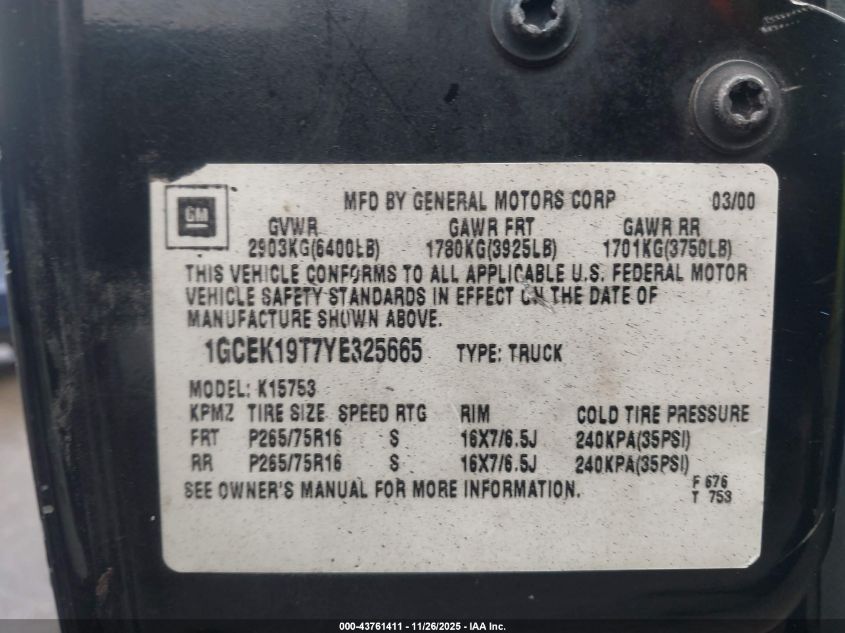 GM
MFD BY GENERAL MOTORS CORP 03/00
GVWR GAWR FRT GAWR RR
2903KG(6400LB) 1780KG(3925LB) 1701KG(3750LB)
THIS VEHICLE CONFORMS TO ALL APPLICABLE U.S. FEDERAL MOTOR
VEHICLE SAFETY STANDARDS IN EFFECT ON THE DATE OF
MANUFACTURE SHOWN ABOVE.
1GCEK19T7YE325665 TYPE: TRUCK
MODEL: K15753
KPMZ TIRE SIZE SPEED RTG RIM COLD TIRE PRESSURE
FRT P265/75R16 S 16X7/6.5J 240KPA(35PSI)
RR P265/75R16 S 16X7/6.5J 240KPA(35PSI)
SEE OWNER'S MANUAL FOR MORE INFORMATION.
F 676
T 753
000-43761411 - 11/26/2025 - IAA Inc.